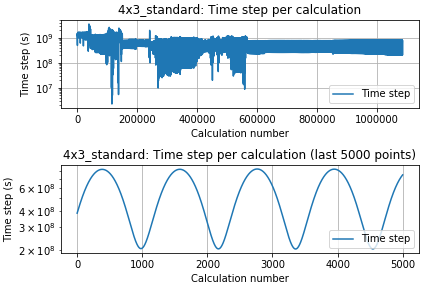 4x3_standard: Time step per calculation
Time step (s)
10⁹
10⁸
10⁷
Time step
0 200000 400000 600000 800000 1000000
Calculation number
4x3_standard: Time step per calculation (last 5000 points)
Time step (s)
6 × 10⁸
4 × 10⁸
3 × 10⁸
2 × 10⁸
Time step
0 1000 2000 3000 4000 5000
Calculation number